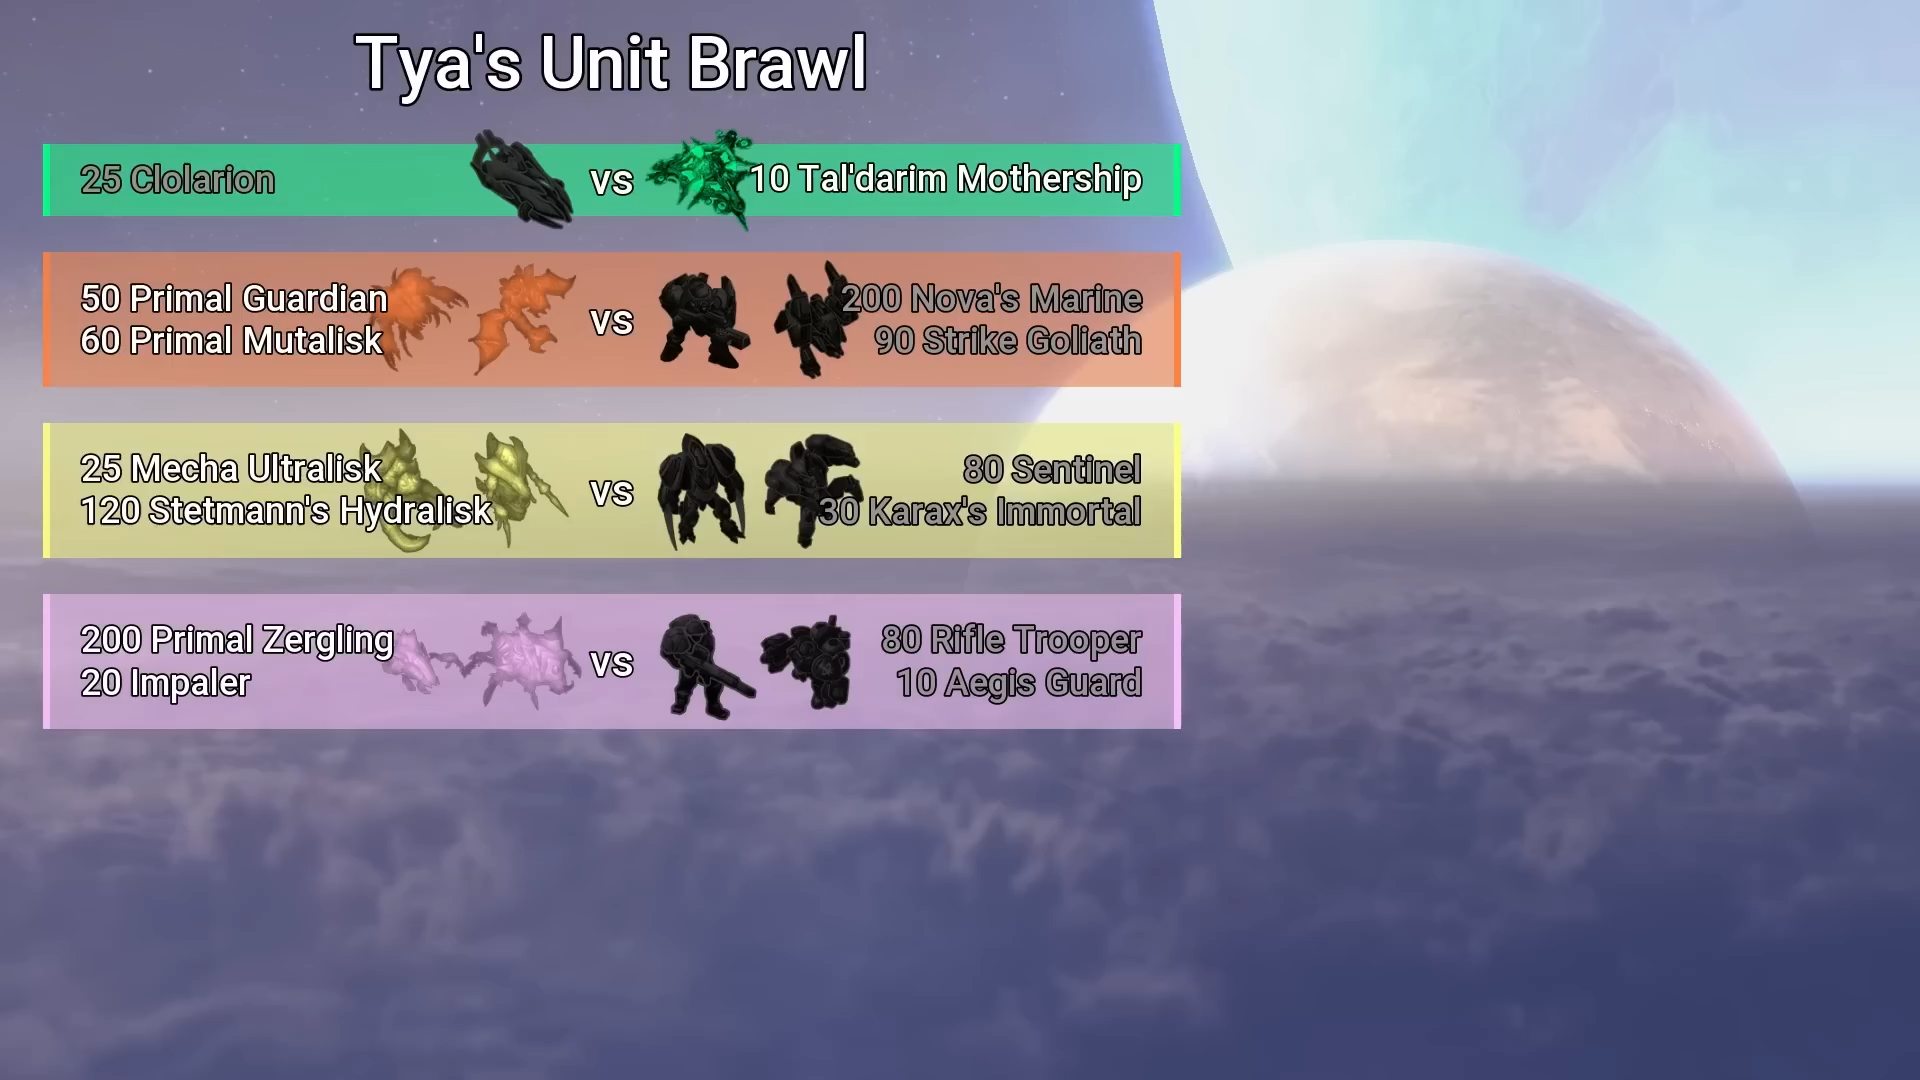 Tya's Unit Brawl
25 Clolarion vs 10 Tal'darim Mothership
50 Primal Guardian
60 Primal Mutalisk
vs
200 Nova's Marine
90 Strike Goliath
25 Mecha Ultralisk
120 Stetmann's Hydralisk
vs
80 Sentinel
30 Karax's Immortal
200 Primal Zergling
20 Impaler
vs
80 Rifle Trooper
10 Aegis Guard